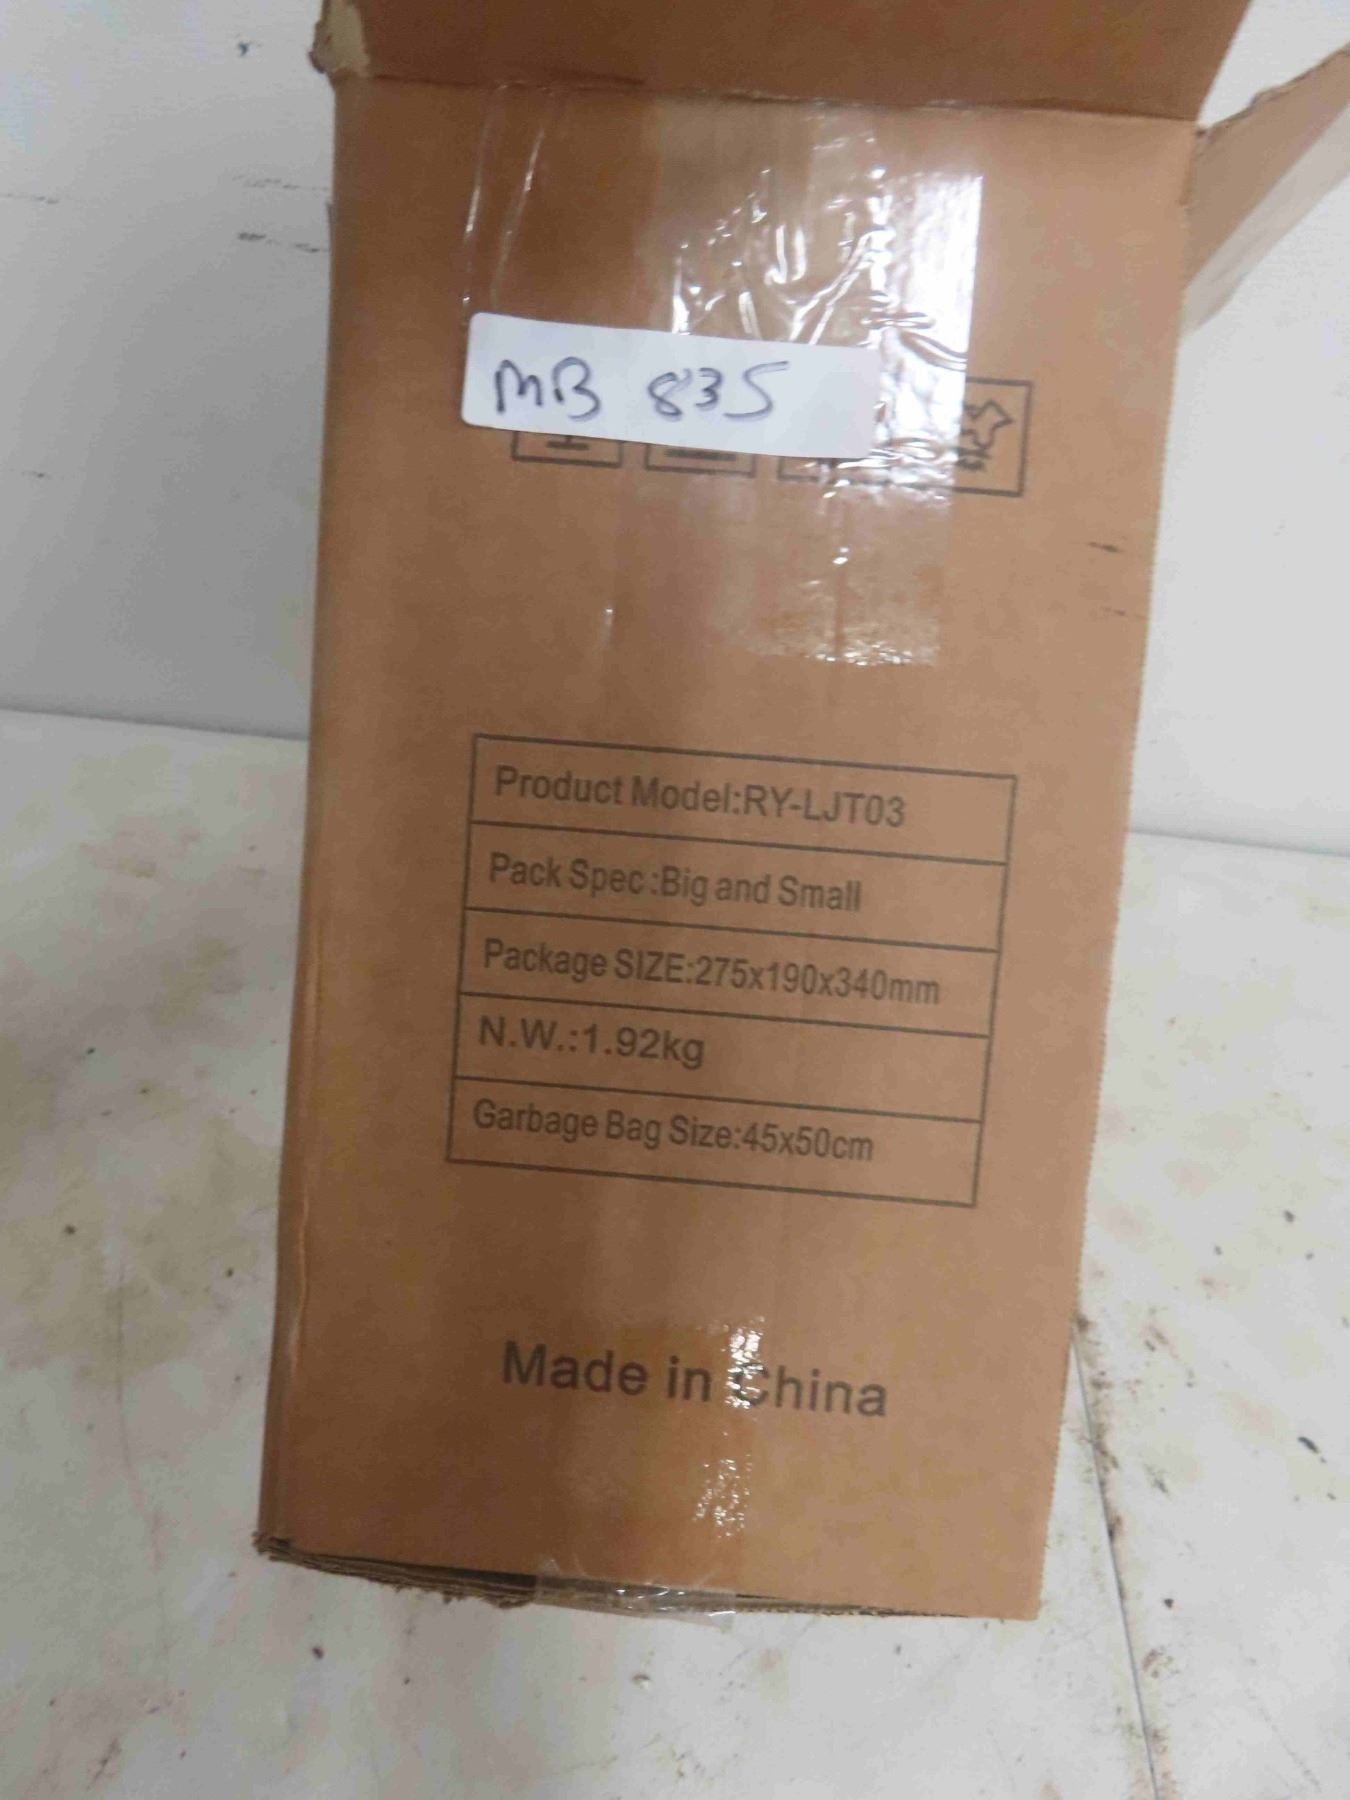 MB 835
Product Model:RY-LJT03
Pack Spec:Big and Small
Package SIZE:275x190x340mm
N.W.:1.92kg
Garbage Bag Size:45x50cm
Made in China